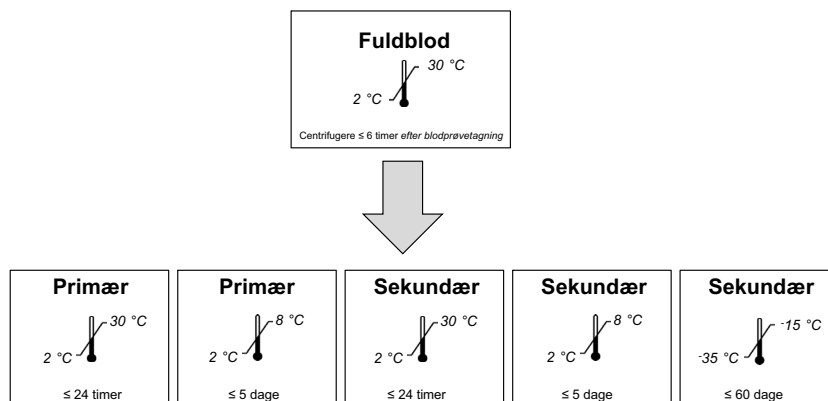 Fuldblod
30 °C
2 °C
Centrifugere ≤ 6 timer efter blodprøvetagning
Primær
30 °C
2 °C
≤ 24 timer
Primær
8 °C
2 °C
≤ 5 dage
Sekundær
30 °C
2 °C
≤ 24 timer
Sekundær
8 °C
2 °C
≤ 5 dage
Sekundær
-15 °C
-35 °C
≤ 60 dage